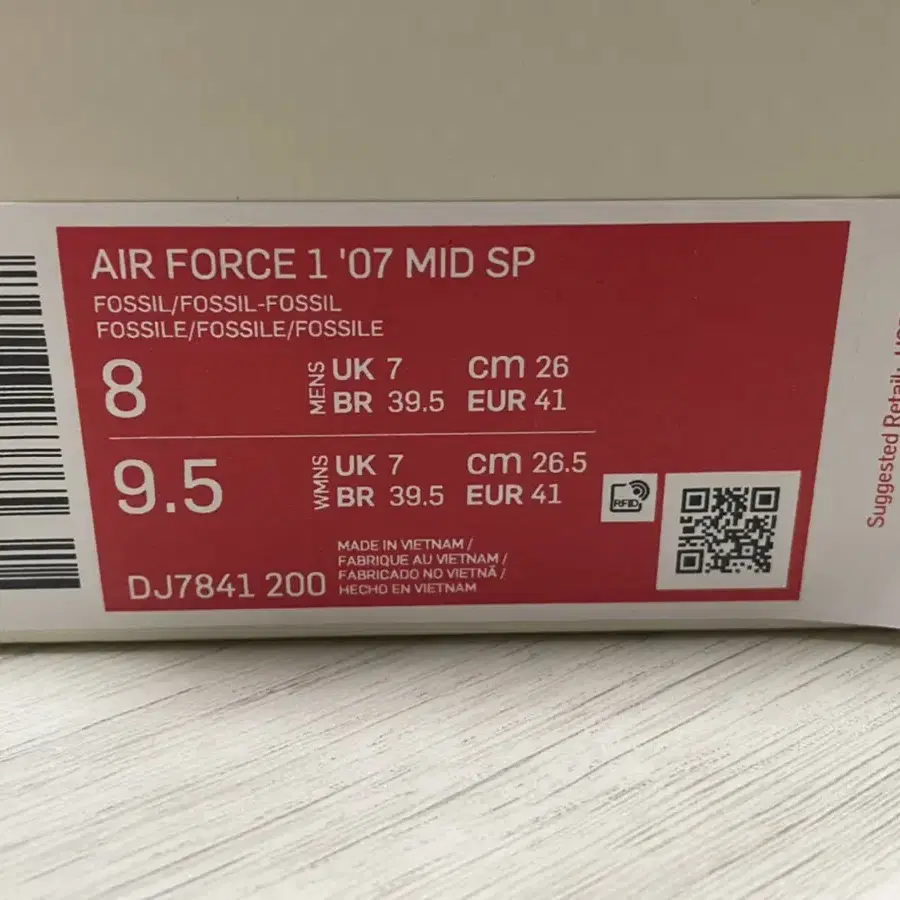 AIR FORCE 1 '07 MID SP
FOSSIL/FOSSIL-FOSSIL
FOSSILE/FOSSILE/FOSSILE
8 MENS UK 7 cm 26
BR 39.5 EUR 41
9.5 WMNS UK 7 cm 26.5
BR 39.5 EUR 41
RFID
MADE IN VIETNAM /
FABRIQUE AU VIETNAM /
FABRICADO NO VIETNÃ /
DJ7841 200 HECHO EN VIETNAM
Suggested Retail: